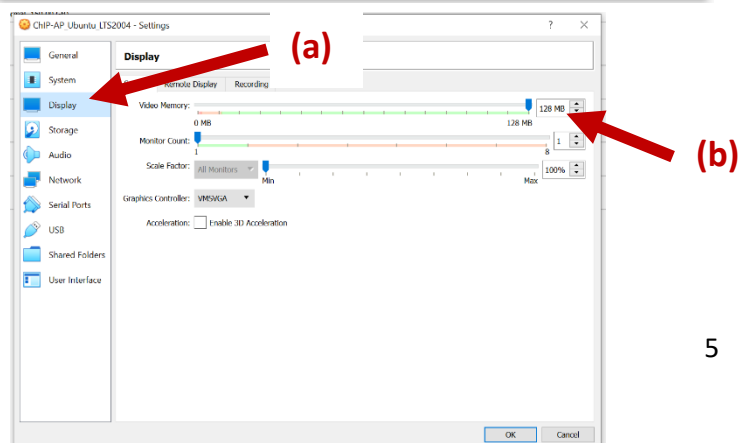 ChIP-AP_Ubuntu_LTS2004 - Settings ? ×
(a)
General
System
Display
Storage
Audio
Network
Serial Ports
USB
Shared Folders
User Interface
Display
Remote Display Recording
Video Memory: 128 MB
0 MB 128 MB
Monitor Count: 1
1 8
Scale Factor: All Monitors 100%
Min Max
Graphics Controller: VMSVGA
Acceleration: Enable 3D Acceleration
(b)
5
OK Cancel